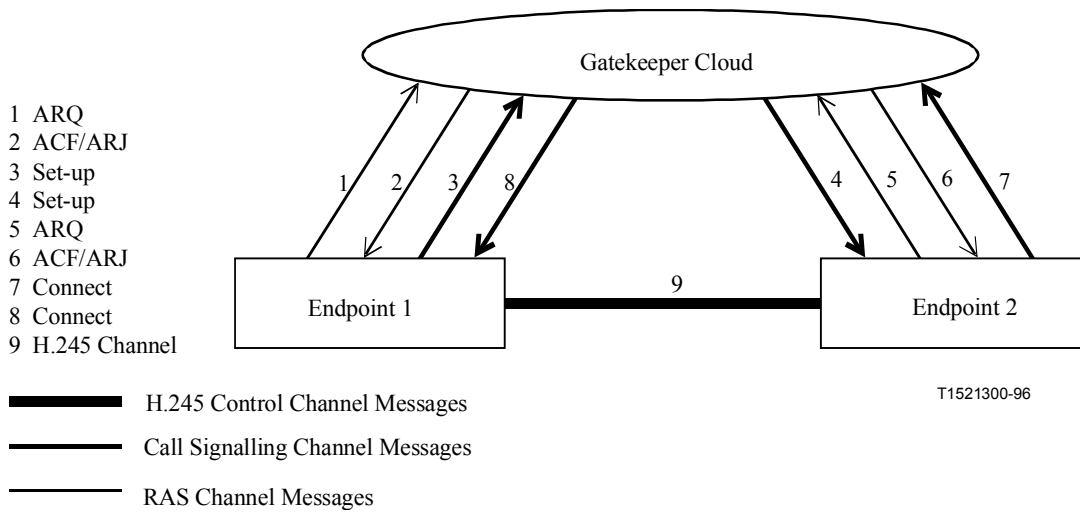 Gatekeeper Cloud
1 ARQ
2 ACF/ARJ
3 Set-up
4 Set-up
5 ARQ
6 ACF/ARJ
7 Connect
8 Connect
9 H.245 Channel
1
2
3
8
4
5
6
7
Endpoint 1
9
Endpoint 2
T1521300-96
H.245 Control Channel Messages
Call Signalling Channel Messages
RAS Channel Messages